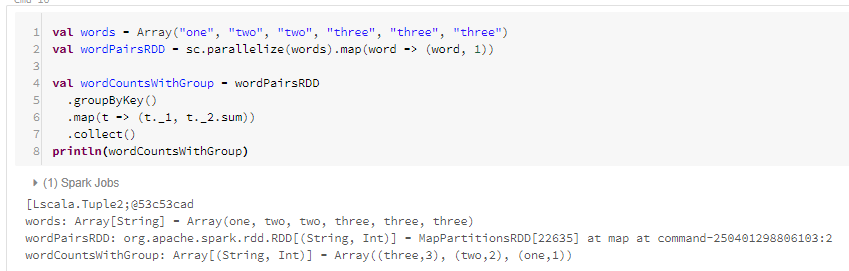 1 val words - Array("one", "two", "two", "three", "three", "three")
2 val wordPairsRDD - sc.parallelize(words).map(word -> (word, 1))
3
4 val wordCountsWithGroup - wordPairsRDD
5 .groupByKey()
6 .map(t -> (t._1, t._2.sum))
7 .collect()
8 println(wordCountsWithGroup)
(1) Spark Jobs
[Lscala.Tuple2;@53c53cad
words: Array[String] - Array(one, two, two, three, three, three)
wordPairsRDD: org.apache.spark.rdd.RDD[(String, Int)] - MapPartitionsRDD[22635] at map at command-250401298806103:2
wordCountsWithGroup: Array[(String, Int)] - Array((three,3), (two,2), (one,1))